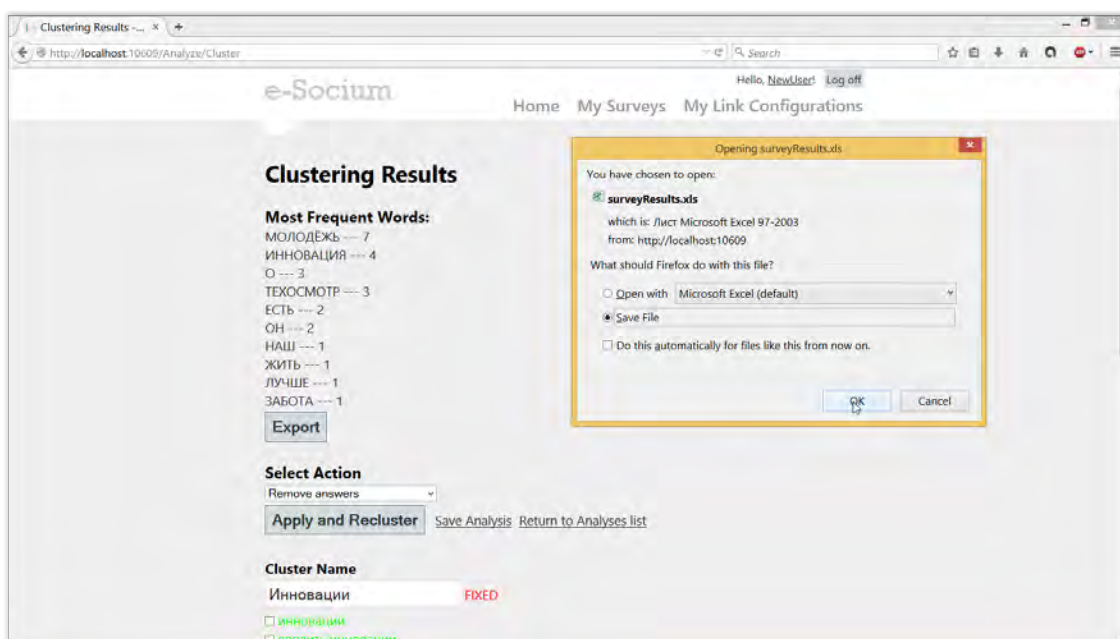 Clustering Results -... × +
http://localhost:10609/Analyze/Cluster
Search
Hello, NewUser! Log off
e-Socium
Home My Surveys My Link Configurations
Clustering Results
Most Frequent Words:
МОЛОДЁЖЬ --- 7
ИННОВАЦИЯ --- 4
О --- 3
ТЕХОСМОТР --- 3
ЕСТЬ --- 2
ОН --- 2
НАШ --- 1
ЖИТЬ --- 1
ЛУЧШЕ --- 1
ЗАБОТА --- 1
Export
Opening surveyResults.xls
You have chosen to open:
surveyResults.xls
which is: Лист Microsoft Excel 97-2003
from: http://localhost:10609
What should Firefox do with this file?
Open with Microsoft Excel (default)
Save File
Do this automatically for files like this from now on.
OK Cancel
Select Action
Remove answers
Apply and Recluster Save Analysis Return to Analyses list
Cluster Name
Инновации FIXED
инновации